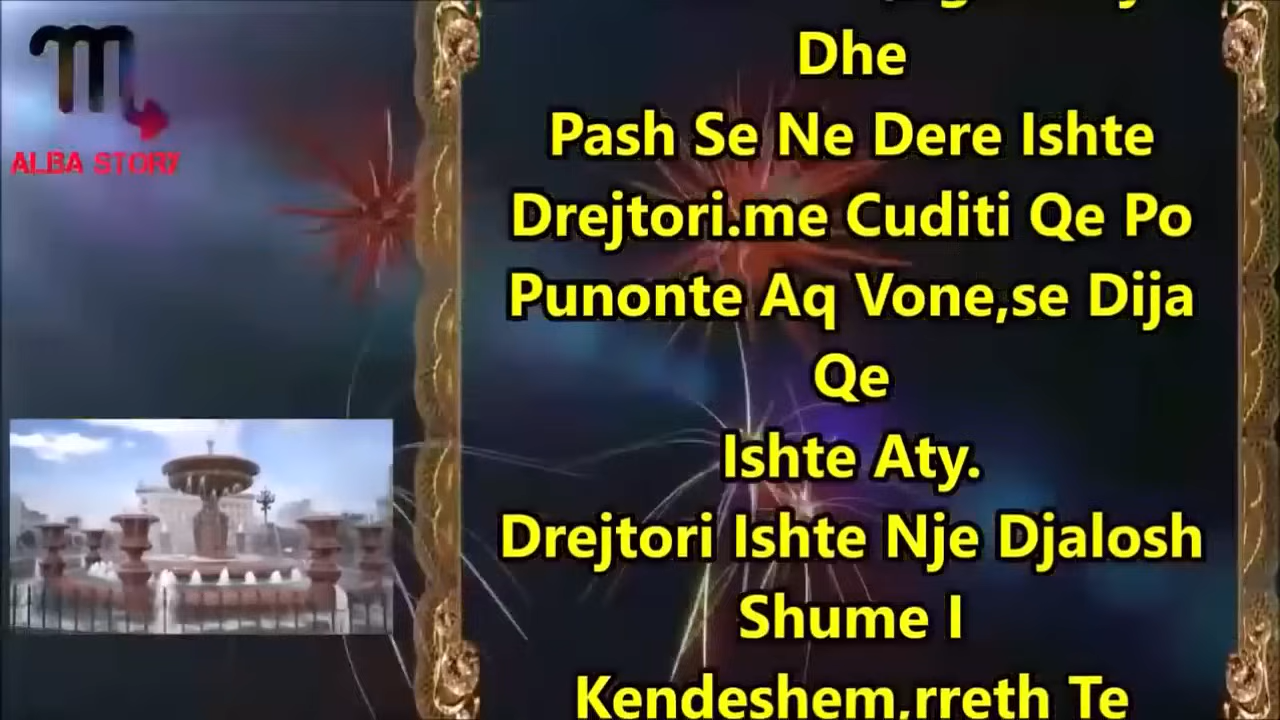 ALBA STORY
Dhe
Pash Se Ne Dere Ishte
Drejtori.me Cuditi Qe Po
Punonte Aq Vone,se Dija
Qe
Ishte Aty.
Drejtori Ishte Nje Djalosh
Shume I
Kendeshem,rreth Te